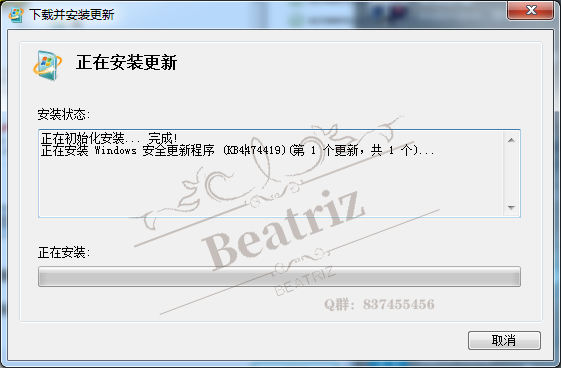 下载并安装更新
正在安装更新
安装状态:
正在初始化安装... 完成!
正在安装 Windows 安全更新程序 (KB4474419)(第 1 个更新，共 1 个)...
Beatriz
正在安装:
BEATRIZ
Q群：837455456
取消